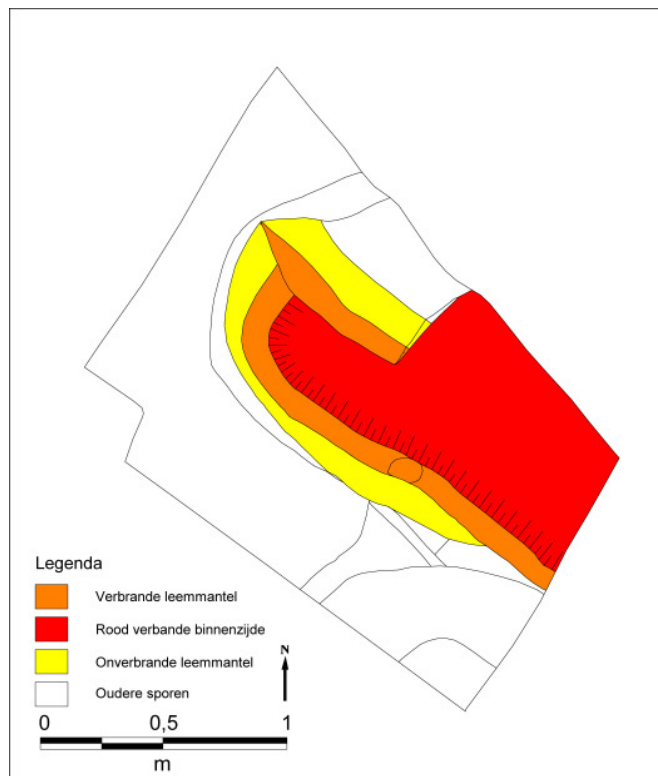 Legenda
Verbrande leemmantel
Rood verbande binnenzijde
Onverbrande leemmantel
Oudere sporen
N
0 0,5 1
m